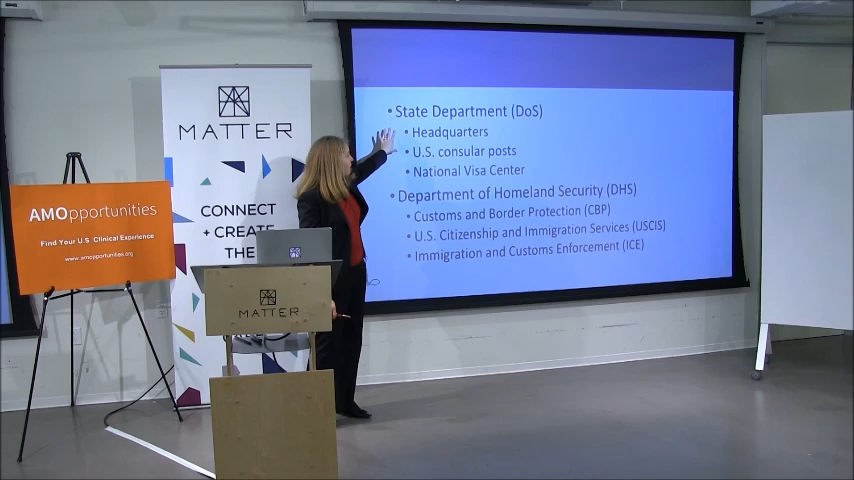 MATTER
CONNECT
+ CREATE
THE
AMOpportunities
Find Your U.S. Clinical Experience
www.amopportunities.org
MATTER
• State Department (DoS)
• Headquarters
• U.S. consular posts
• National Visa Center
• Department of Homeland Security (DHS)
• Customs and Border Protection (CBP)
• U.S. Citizenship and Immigration Services (USCIS)
• Immigration and Customs Enforcement (ICE)